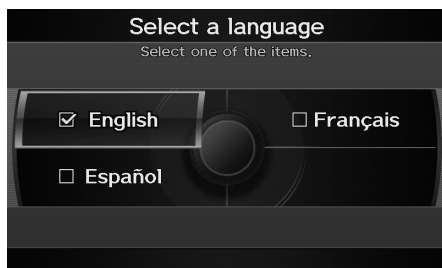 Select a language
Select one of the items.
English
Français
Español